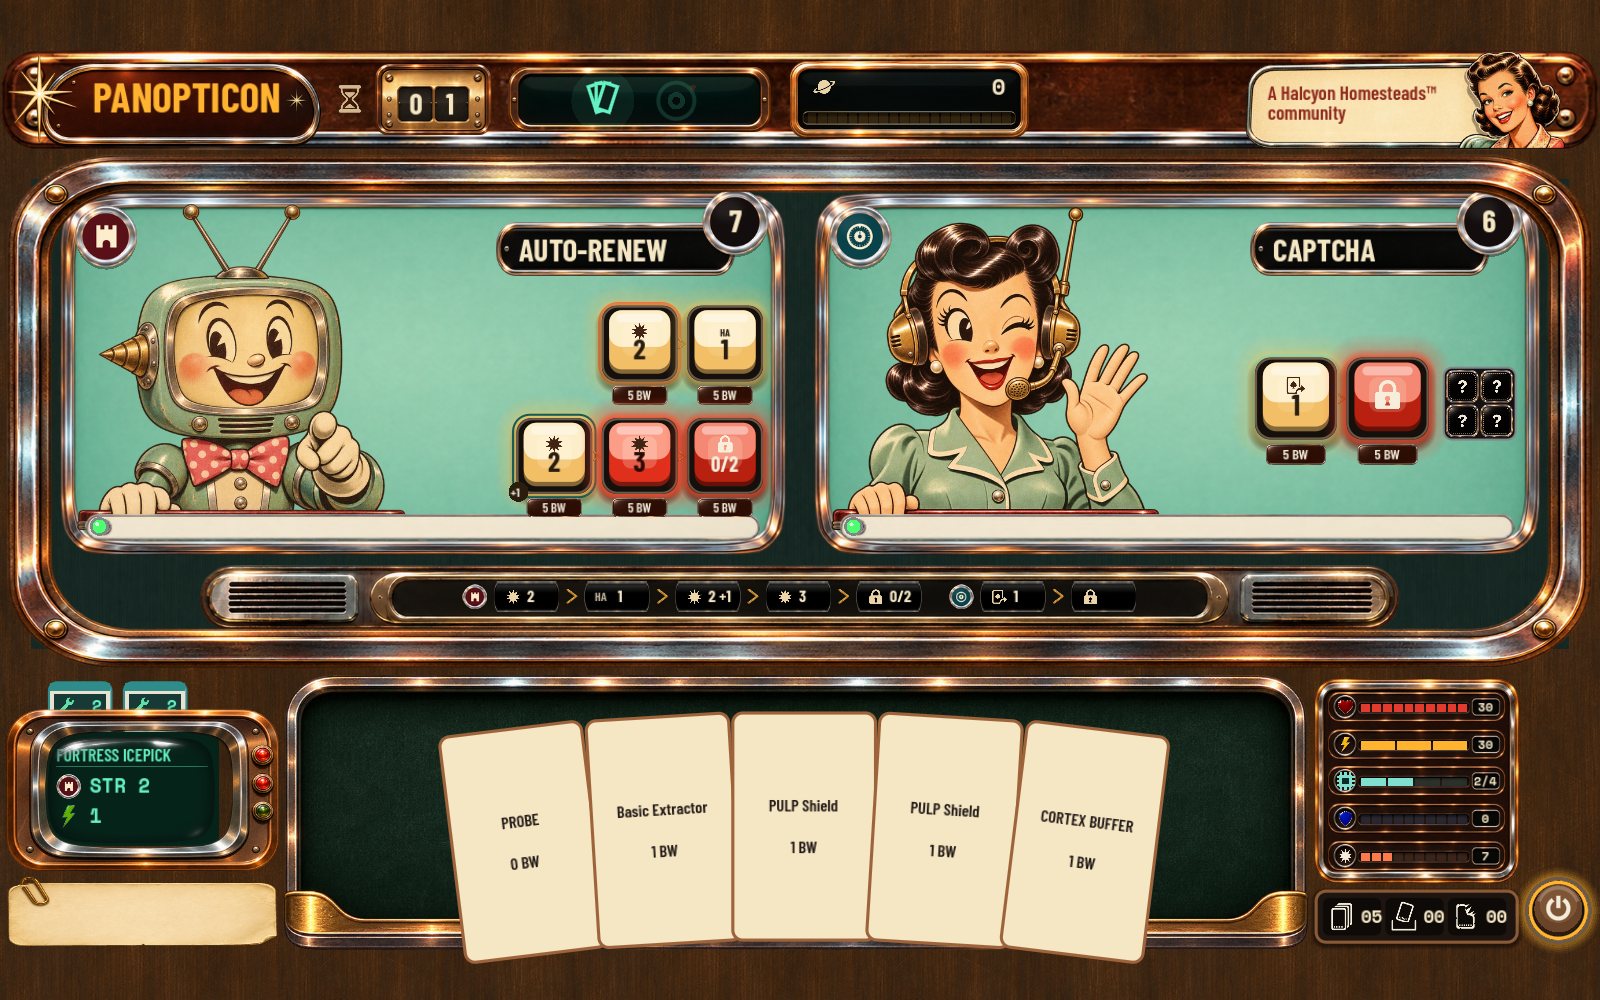 PANOPTICON
0 1
0
A Halcyon Homesteads™
community
7
AUTO-RENEW
2
HA
1
5 BW
5 BW
2
3
0/2
+1
5 BW
5 BW
5 BW
6
CAPTCHA
1
? ?
? ?
5 BW
5 BW
2 > HA 1 > 2 +1 > 3 > 0/2
1 >
2
2
FORTRESS ICEPICK
STR 2
1
PROBE
0 BW
Basic Extractor
1 BW
PULP Shield
1 BW
PULP Shield
1 BW
CORTEX BUFFER
1 BW
30
30
2/4
0
7
05 00 00